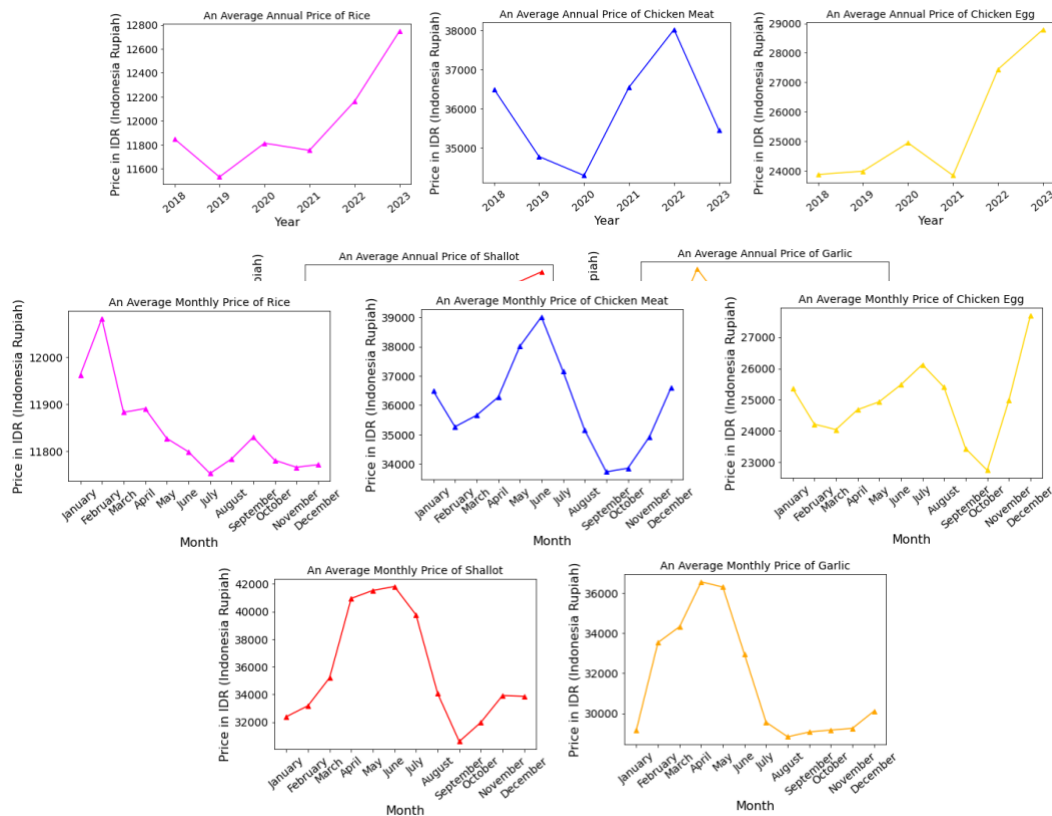 An Average Annual Price of Rice
Price in IDR (Indonesia Rupiah)
12800
12600
12400
12200
12000
11800
11600
2018 2019 2020 2021 2022 2023
Year
An Average Annual Price of Chicken Meat
Price in IDR (Indonesia Rupiah)
38000
37000
36000
35000
2018 2019 2020 2021 2022 2023
Year
An Average Annual Price of Chicken Egg
Price in IDR (Indonesia Rupiah)
29000
28000
27000
26000
25000
24000
2018 2019 2020 2021 2022 2023
Year
An Average Annual Price of Shallot
piah)
An Average Annual Price of Garlic
piah)
An Average Monthly Price of Rice
Price in IDR (Indonesia Rupiah)
12000
11900
11800
January February March April May June July August September October November December
Month
An Average Monthly Price of Chicken Meat
Price in IDR (Indonesia Rupiah)
39000
38000
37000
36000
35000
34000
January February March April May June July August September October November December
Month
An Average Monthly Price of Chicken Egg
Price in IDR (Indonesia Rupiah)
27000
26000
25000
24000
23000
January February March April May June July August September October November December
Month
An Average Monthly Price of Shallot
Price in IDR (Indonesia Rupiah)
42000
40000
38000
36000
34000
32000
January February March April May June July August September October November December
Month
An Average Monthly Price of Garlic
Price in IDR (Indonesia Rupiah)
36000
34000
32000
30000
January February March April May June July August September October November December
Month